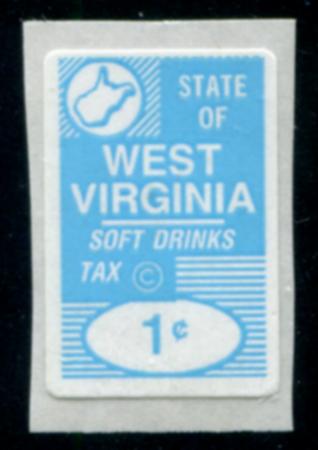 STATE
OF
WEST
VIRGINIA
SOFT DRINKS
TAX ©
1¢